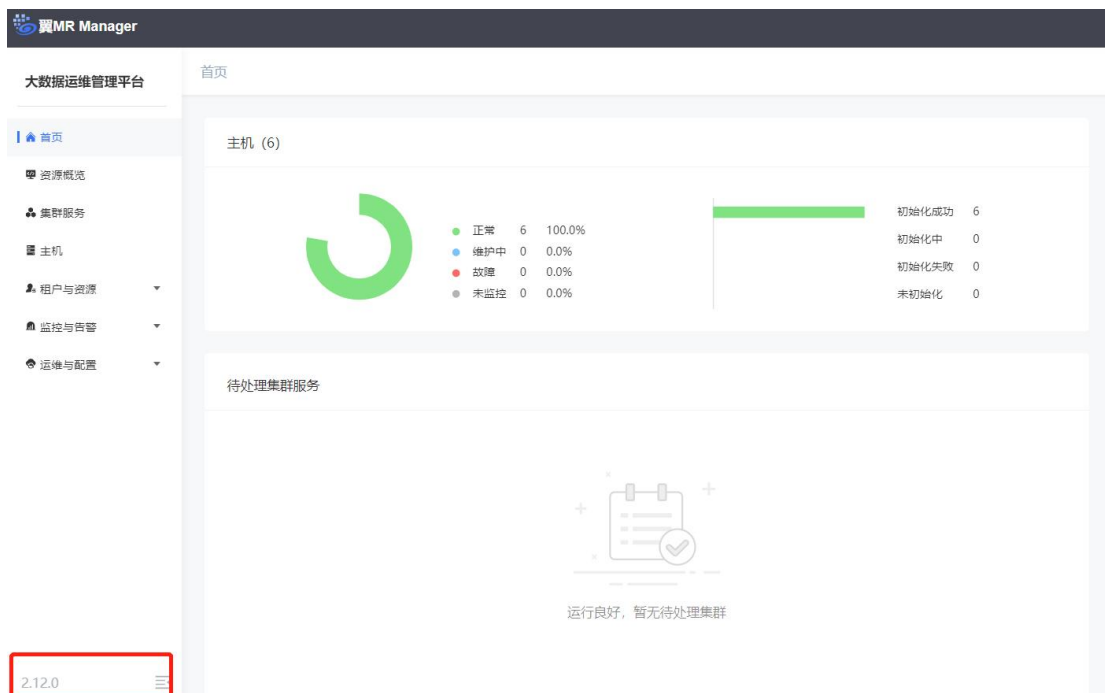 翼MR Manager
大数据运维管理平台
首页
资源概览
集群服务
主机
租户与资源
监控与告警
运维与配置
2.12.0
首页
主机（6）
正常 6 100.0%
维护中 0 0.0%
故障 0 0.0%
未监控 0 0.0%
初始化成功 6
初始化中 0
初始化失败 0
未初始化 0
待处理集群服务
运行良好，暂无待处理集群